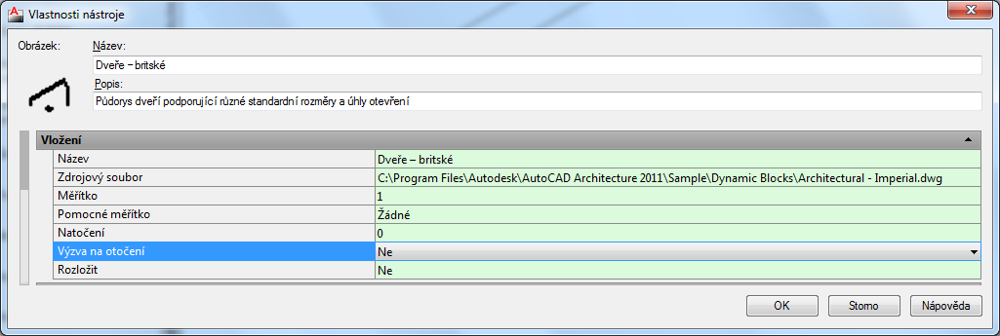 Vlastnosti nástroje
Obrázek:
Název:
Dveře – britské
Popis:
Půdorys dveří podporující různé standardní rozměry a úhly otevření
Vložení
Název Dveře – britské
Zdrojový soubor C:\Program Files\Autodesk\AutoCAD Architecture 2011\Sample\Dynamic Blocks\Architectural - Imperial.dwg
Měřítko 1
Pomocné měřítko Žádné
Natočení 0
Výzva na otočení Ne
Rozložit Ne
OK Storno Nápověda